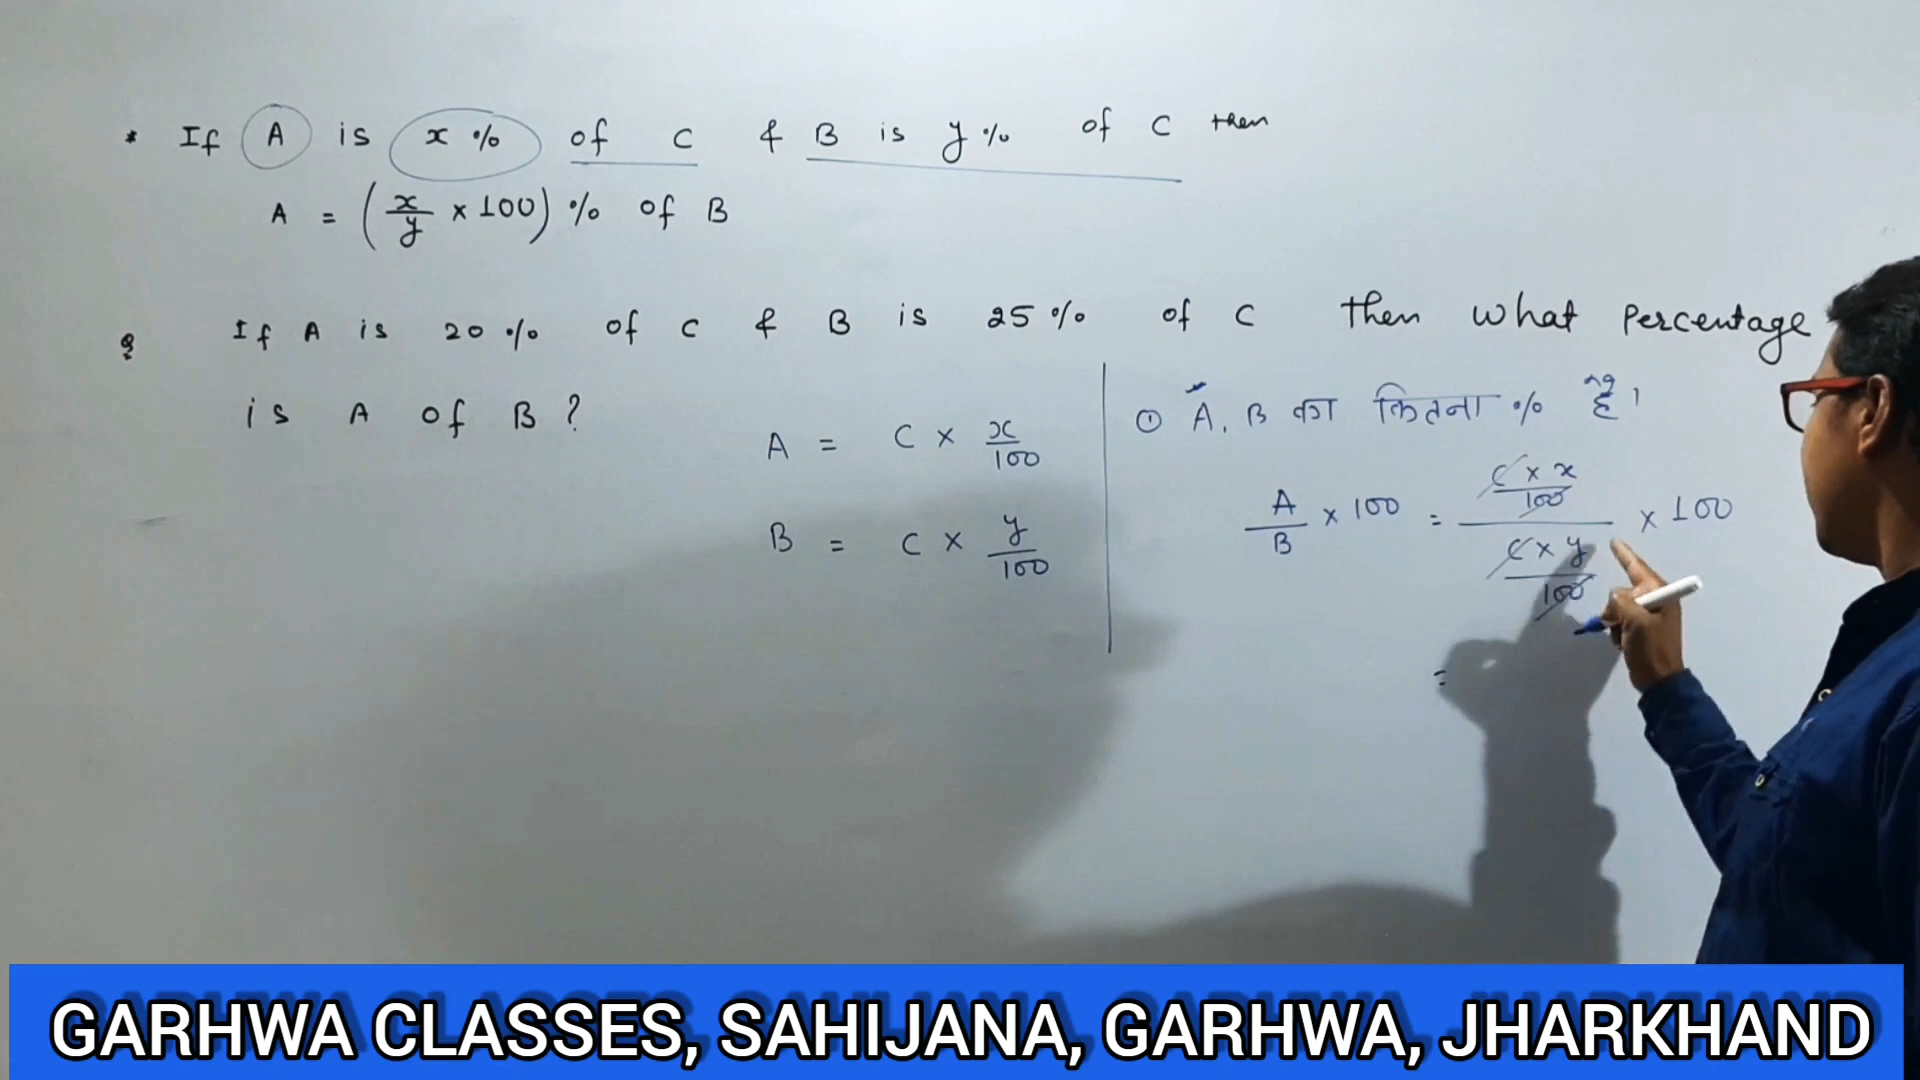 * If A is x % of C & B is y % of C then
A = (x/y × 100) % of B
Q If A is 20 % of C & B is 25 % of C then what percentage
is A of B ?
A = C × x/100
B = C × y/100
① A, B का कितना % है।
A/B × 100 = (C × x/100)/(C × y/100) × 100
=
GARHWA CLASSES, SAHIJANA, GARHWA, JHARKHAND